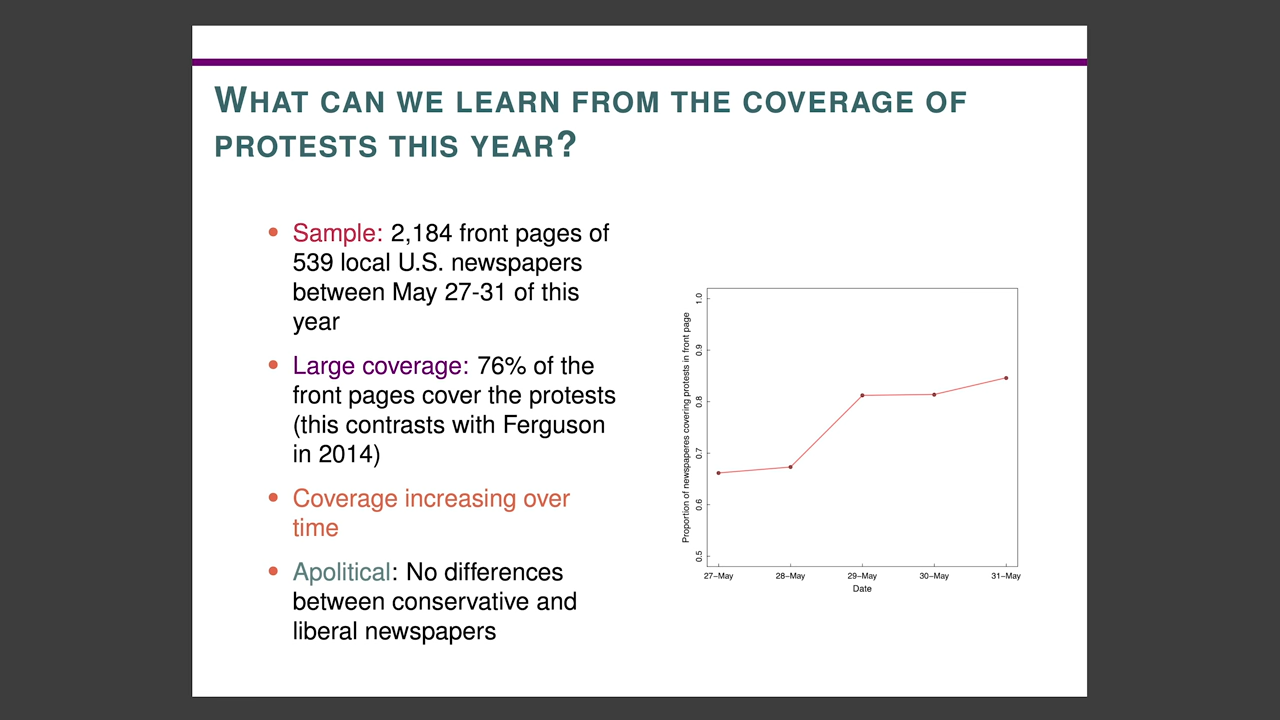 WHAT CAN WE LEARN FROM THE COVERAGE OF
PROTESTS THIS YEAR?
• Sample: 2,184 front pages of
539 local U.S. newspapers
between May 27-31 of this
year
• Large coverage: 76% of the
front pages cover the protests
(this contrasts with Ferguson
in 2014)
• Coverage increasing over
time
• Apolitical: No differences
between conservative and
liberal newspapers
Proportion of newspaperes covering protests in front page
1.0
0.9
0.8
0.7
0.6
0.5
27−May 28−May 29−May 30−May 31−May
Date